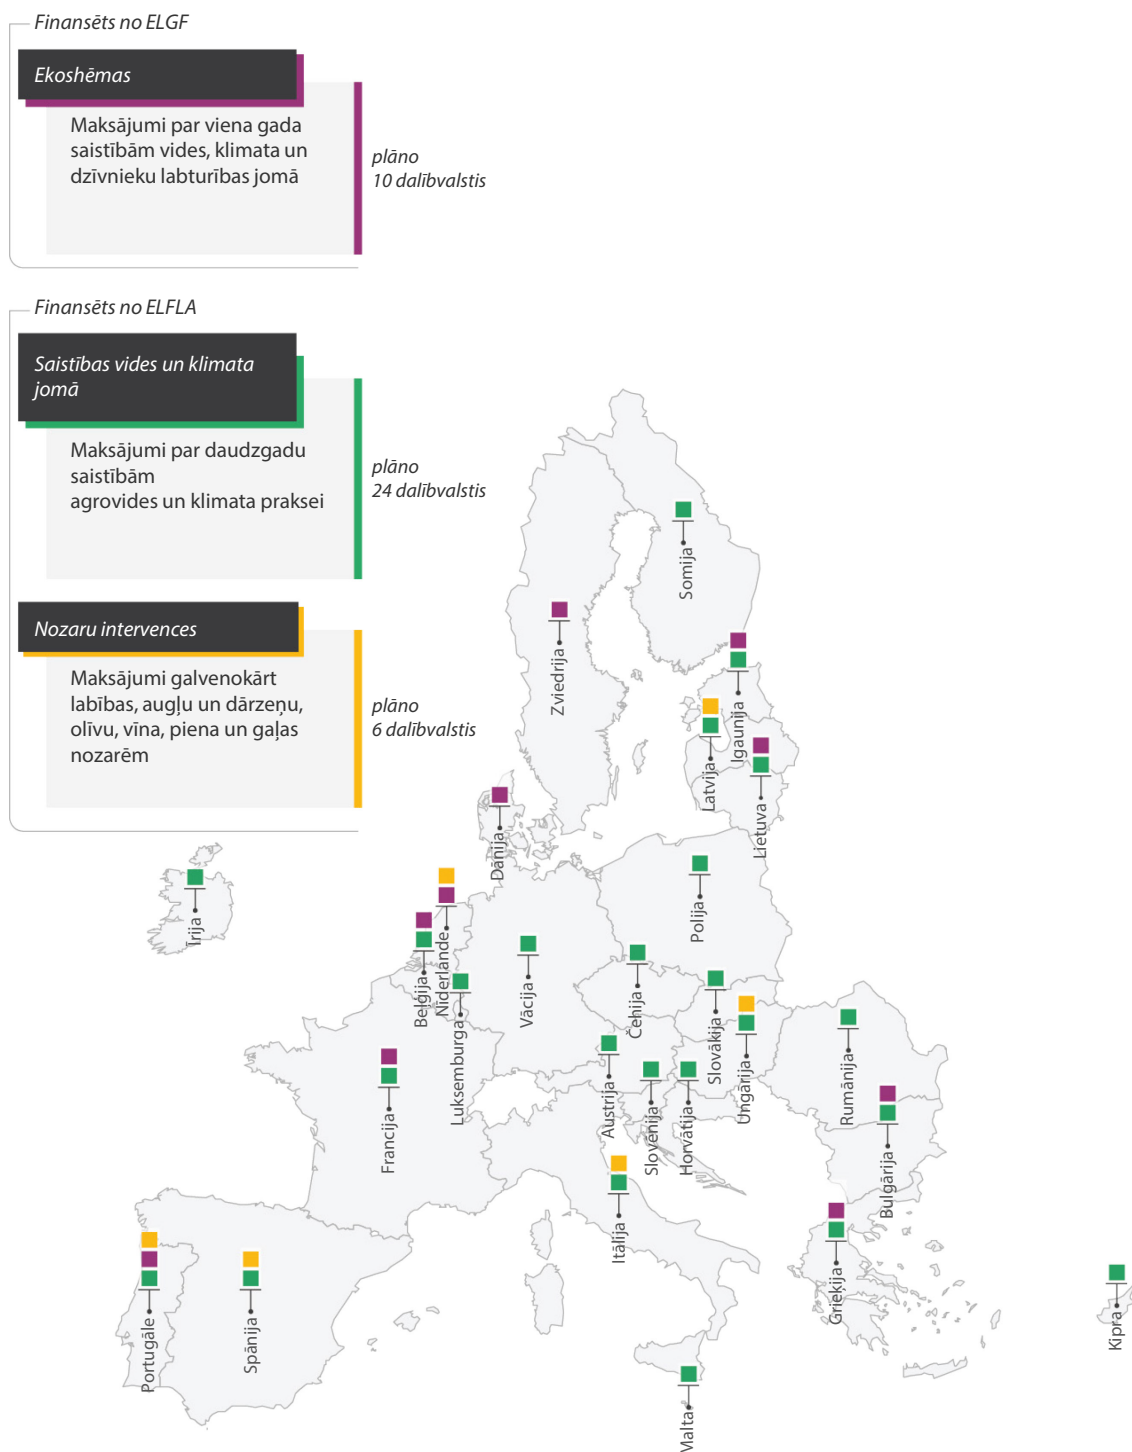 Finansēts no ELGF
Ekoshēmas
Maksājumi par viena gada
saistībām vides, klimata un
dzīvnieku labturības jomā
plāno
10 dalībvalstis
Finansēts no ELFLA
Saistības vides un klimata
jomā
Maksājumi par daudzgadu
saistībām
agrovides un klimata praksei
plāno
24 dalībvalstis
Nozaru intervences
Maksājumi galvenokārt
labības, augļu un dārzeņu,
olīvu, vīna, piena un gaļas
nozarēm
plāno
6 dalībvalstis
Somija
Zviedrija
Igaunija
Latvija
Lietuva
Dānija
Īrija
Polija
Beļģija
Nīderlande
Vācija
Čehija
Luksemburga
Slovākija
Ungārija
Rumānija
Austrija
Francija
Slovēnija
Horvātija
Bulgārija
Itālija
Grieķija
Portugāle
Spānija
Kipra
Malta